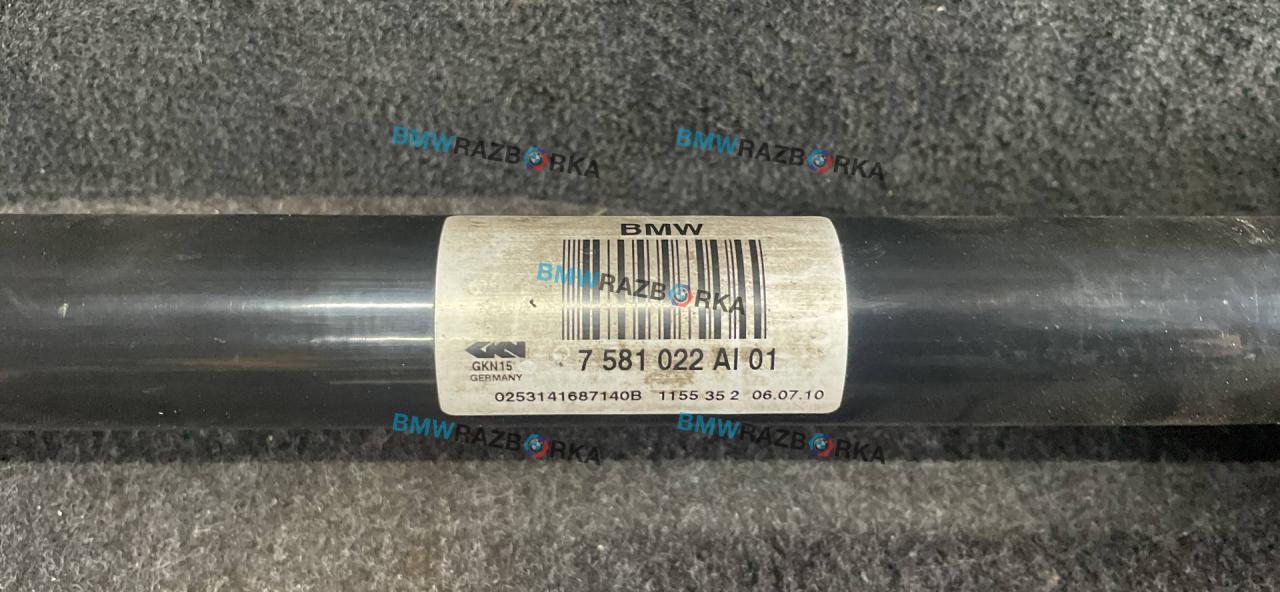 BMWRAZBORKA BMWRAZBORKA
BMW
BMWRAZBORKA
GKN
7 581 022 AI 01
GKN15
GERMANY
0253141687140B 1155 35 2 06.07.10
BMWRAZBORKA BMWRAZBORKA